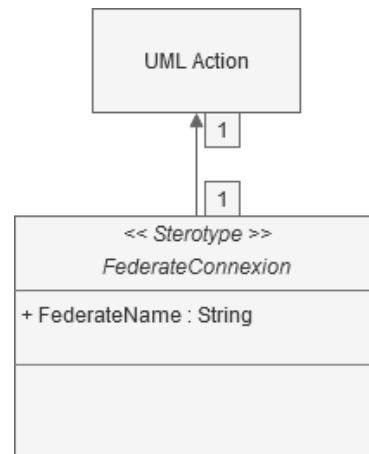 UML Action
1
1
<< Sterotype >>
FederateConnexion
+ FederateName : String